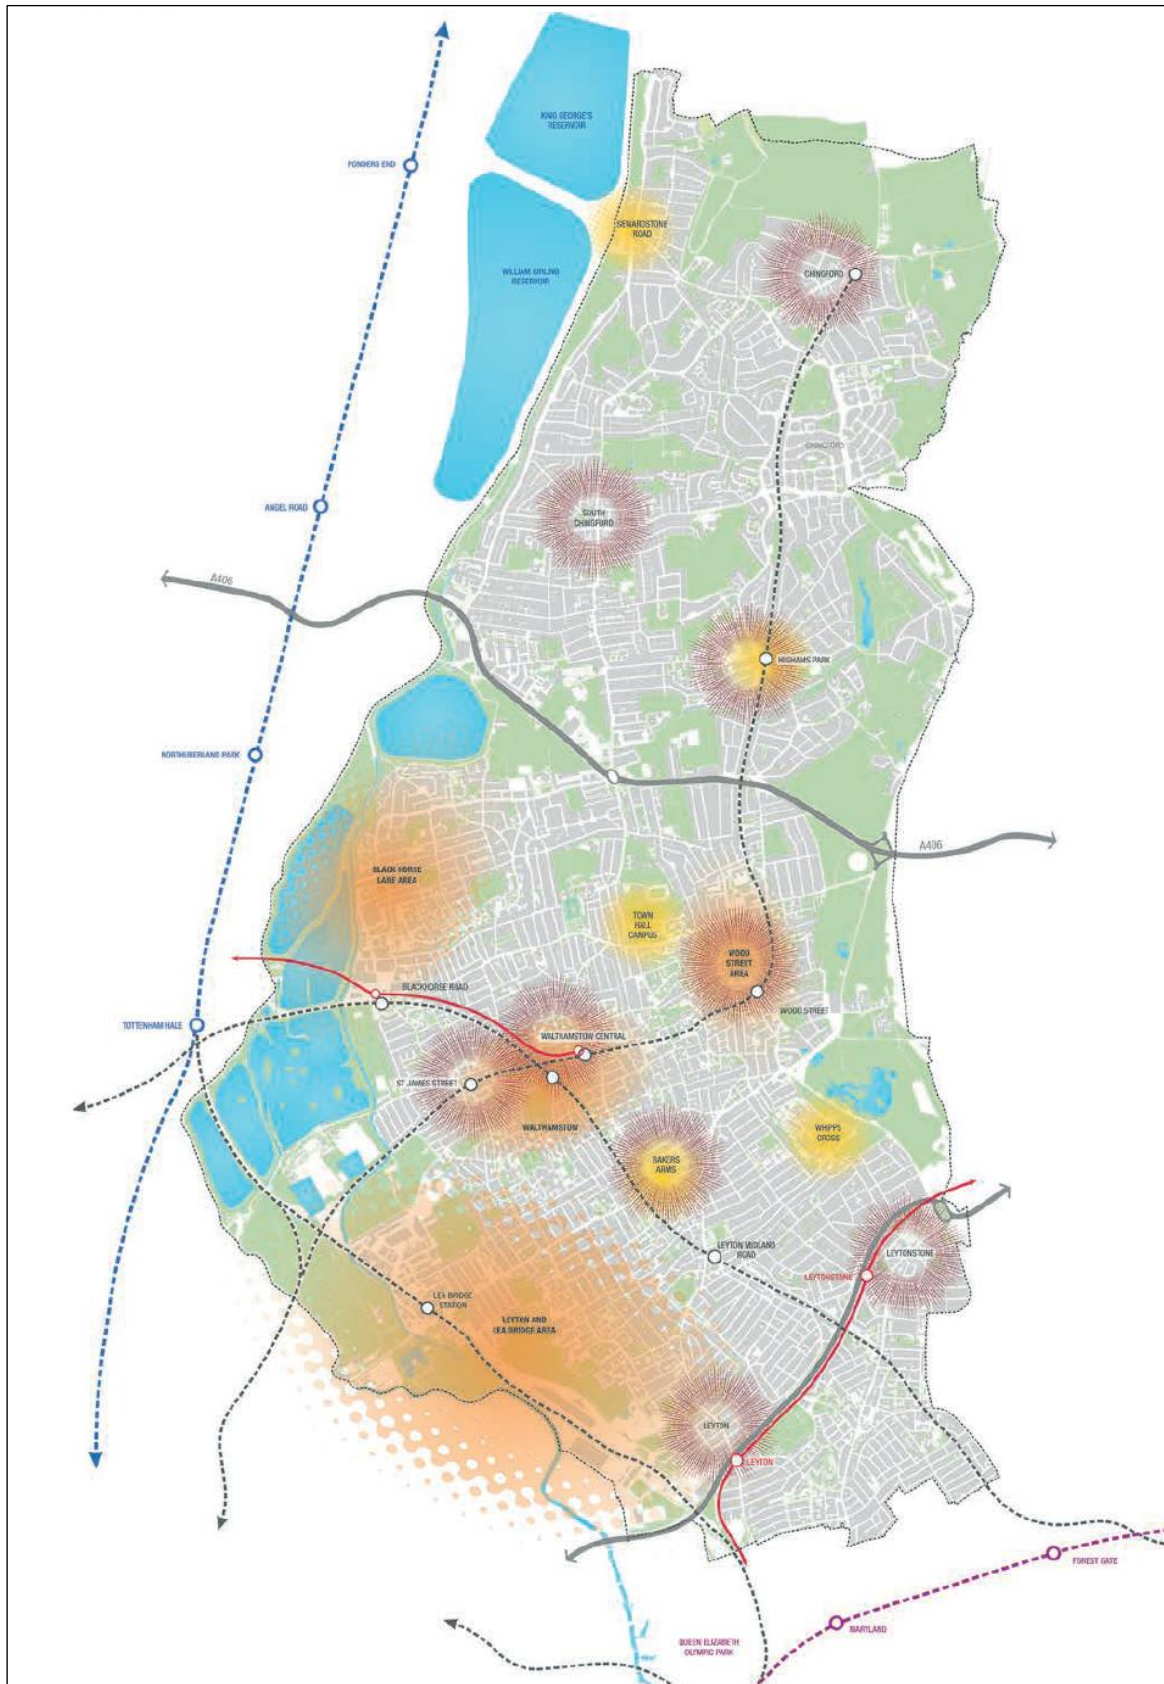 KING GEORGE'S
RESERVOIR
PONDERS END
SEWARDSTONE
ROAD
WILLIAM GIRLING
RESERVOIR
CHINGFORD
CHINGFORD
ANGEL ROAD
SOUTH
CHINGFORD
A406
HIGHAMS PARK
NORTHUMBERLAND PARK
A406
BLACK HORSE
LANE AREA
TOWN
HALL
CAMPUS
WOOD
STREET
AREA
BLACKHORSE ROAD
WOOD STREET
TOTTENHAM HALE
WALTHAMSTOW CENTRAL
ST JAMES STREET
WALTHAMSTOW
WHIPPS
CROSS
BAKERS
ARMS
LEYTON MIDLAND
ROAD
LEYTONSTONE
LEYTONSTONE
LEA BRIDGE
STATION
LEYTON AND
LEA BRIDGE AREA
LEYTON
LEYTON
FOREST GATE
MARYLAND
QUEEN ELIZABETH
OLYMPIC PARK